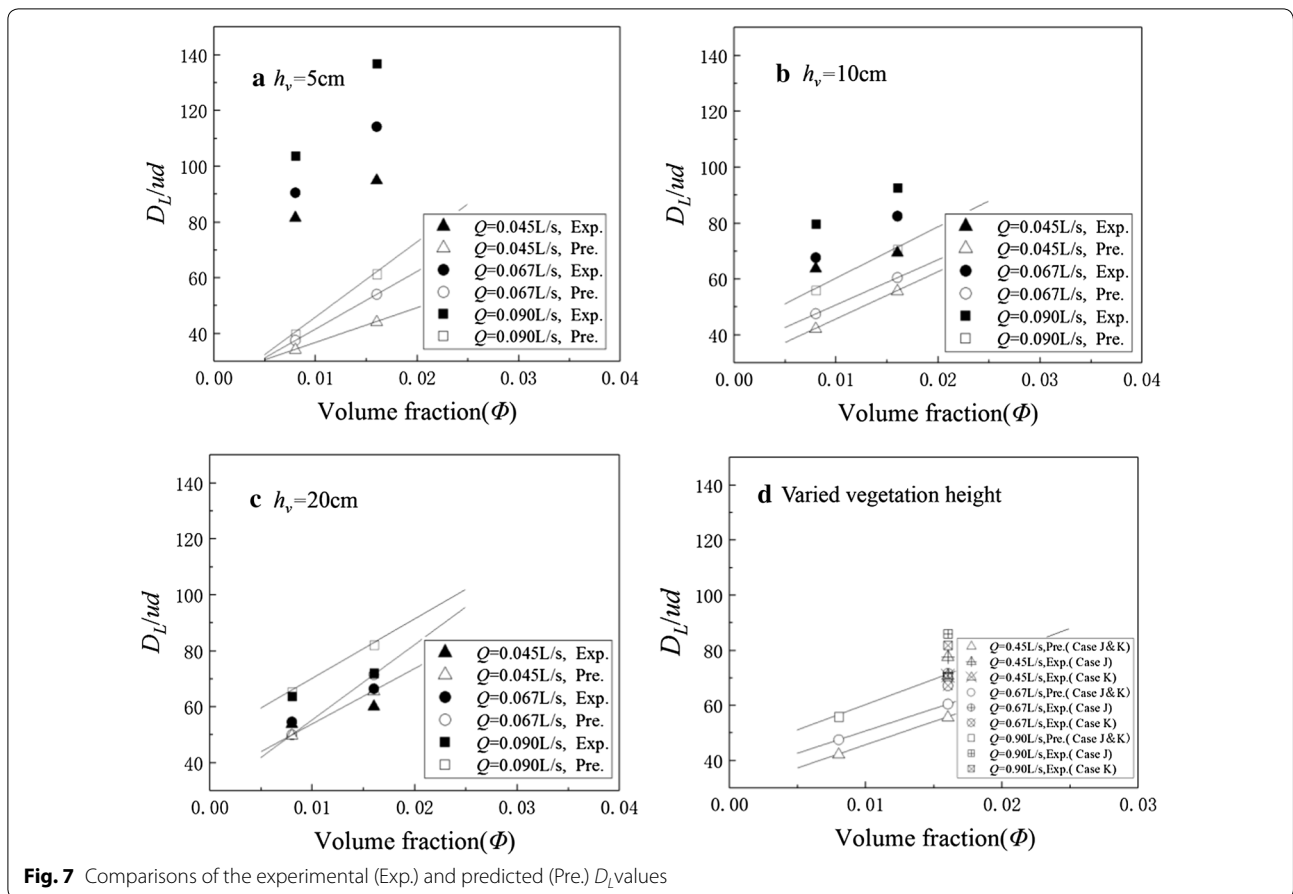 a hv=5cm
140
120
100
80
60
40
DL/ud
Q=0.045L/s, Exp.
Q=0.045L/s, Pre.
Q=0.067L/s, Exp.
Q=0.067L/s, Pre.
Q=0.090L/s, Exp.
Q=0.090L/s, Pre.
0.00 0.01 0.02 0.03 0.04
Volume fraction(Φ)
b hv=10cm
140
120
100
80
60
40
DL/ud
Q=0.045L/s, Exp.
Q=0.045L/s, Pre.
Q=0.067L/s, Exp.
Q=0.067L/s, Pre.
Q=0.090L/s, Exp.
Q=0.090L/s, Pre.
0.00 0.01 0.02 0.03 0.04
Volume fraction(Φ)
c hv=20cm
140
120
100
80
60
40
DL/ud
Q=0.045L/s, Exp.
Q=0.045L/s, Pre.
Q=0.067L/s, Exp.
Q=0.067L/s, Pre.
Q=0.090L/s, Exp.
Q=0.090L/s, Pre.
0.00 0.01 0.02 0.03 0.04
Volume fraction(Φ)
d Varied vegetation height
140
120
100
80
60
40
DL/ud
Q=0.45L/s,Pre.( Case J&K)
Q=0.45L/s,Exp.( Case J)
Q=0.45L/s,Exp.( Case K)
Q=0.67L/s,Pre.( Case J&K)
Q=0.67L/s,Exp.( Case J)
Q=0.67L/s,Exp.( Case K)
Q=0.90L/s,Pre.( Case J&K)
Q=0.90L/s,Exp.( Case J)
Q=0.90L/s,Exp.( Case K)
0.00 0.01 0.02 0.03
Volume fraction(Φ)
Fig. 7 Comparisons of the experimental (Exp.) and predicted (Pre.) DL values